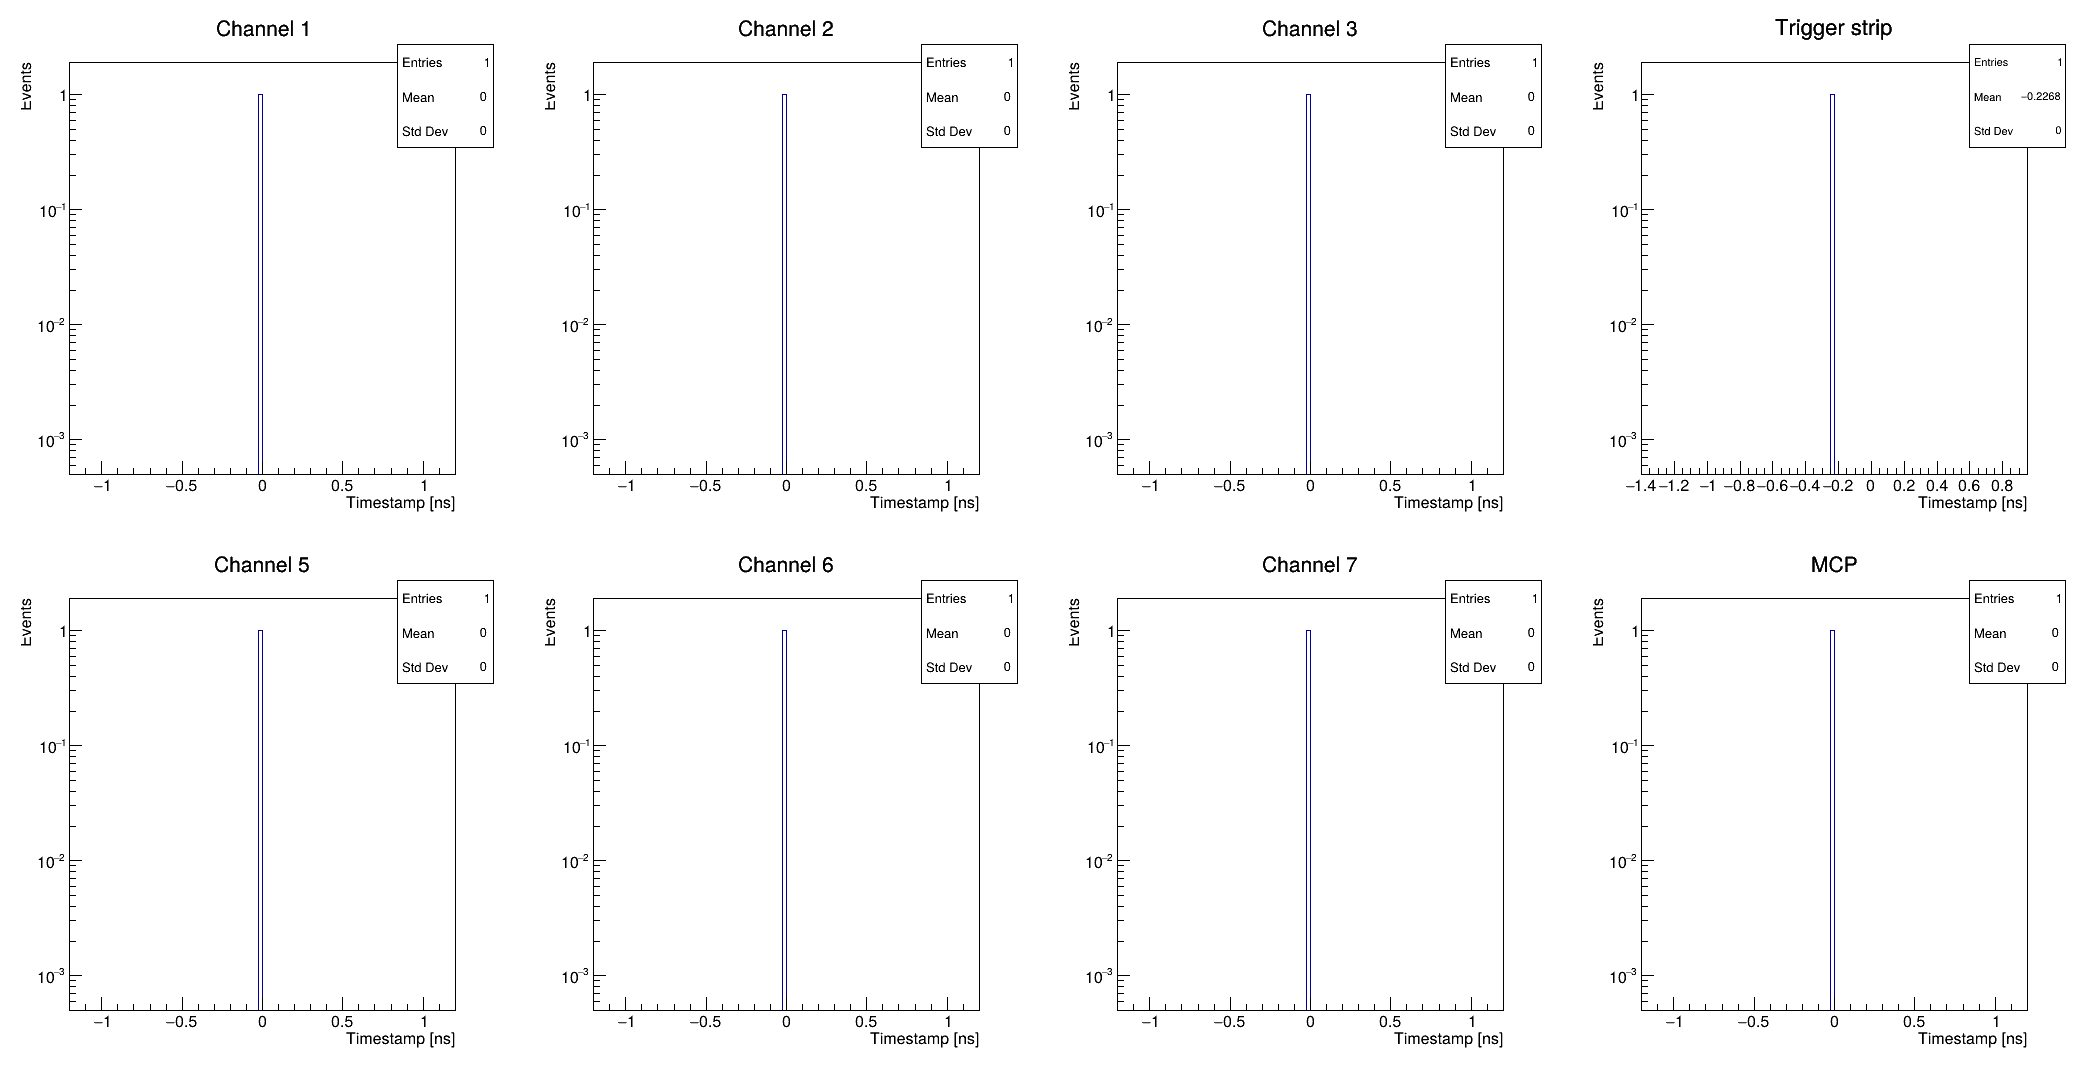 Channel 1
Events
Entries 1
Mean 0
Std Dev 0
1
10⁻¹
10⁻²
10⁻³
−1 −0.5 0 0.5 1
Timestamp [ns]
Channel 2
Events
Entries 1
Mean 0
Std Dev 0
1
10⁻¹
10⁻²
10⁻³
−1 −0.5 0 0.5 1
Timestamp [ns]
Channel 3
Events
Entries 1
Mean 0
Std Dev 0
1
10⁻¹
10⁻²
10⁻³
−1 −0.5 0 0.5 1
Timestamp [ns]
Trigger strip
Events
Entries 1
Mean −0.2268
Std Dev 0
1
10⁻¹
10⁻²
10⁻³
−1.4 −1.2 −1 −0.8 −0.6 −0.4 −0.2 0 0.2 0.4 0.6 0.8
Timestamp [ns]
Channel 5
Events
Entries 1
Mean 0
Std Dev 0
1
10⁻¹
10⁻²
10⁻³
−1 −0.5 0 0.5 1
Timestamp [ns]
Channel 6
Events
Entries 1
Mean 0
Std Dev 0
1
10⁻¹
10⁻²
10⁻³
−1 −0.5 0 0.5 1
Timestamp [ns]
Channel 7
Events
Entries 1
Mean 0
Std Dev 0
1
10⁻¹
10⁻²
10⁻³
−1 −0.5 0 0.5 1
Timestamp [ns]
MCP
Events
Entries 1
Mean 0
Std Dev 0
1
10⁻¹
10⁻²
10⁻³
−1 −0.5 0 0.5 1
Timestamp [ns]